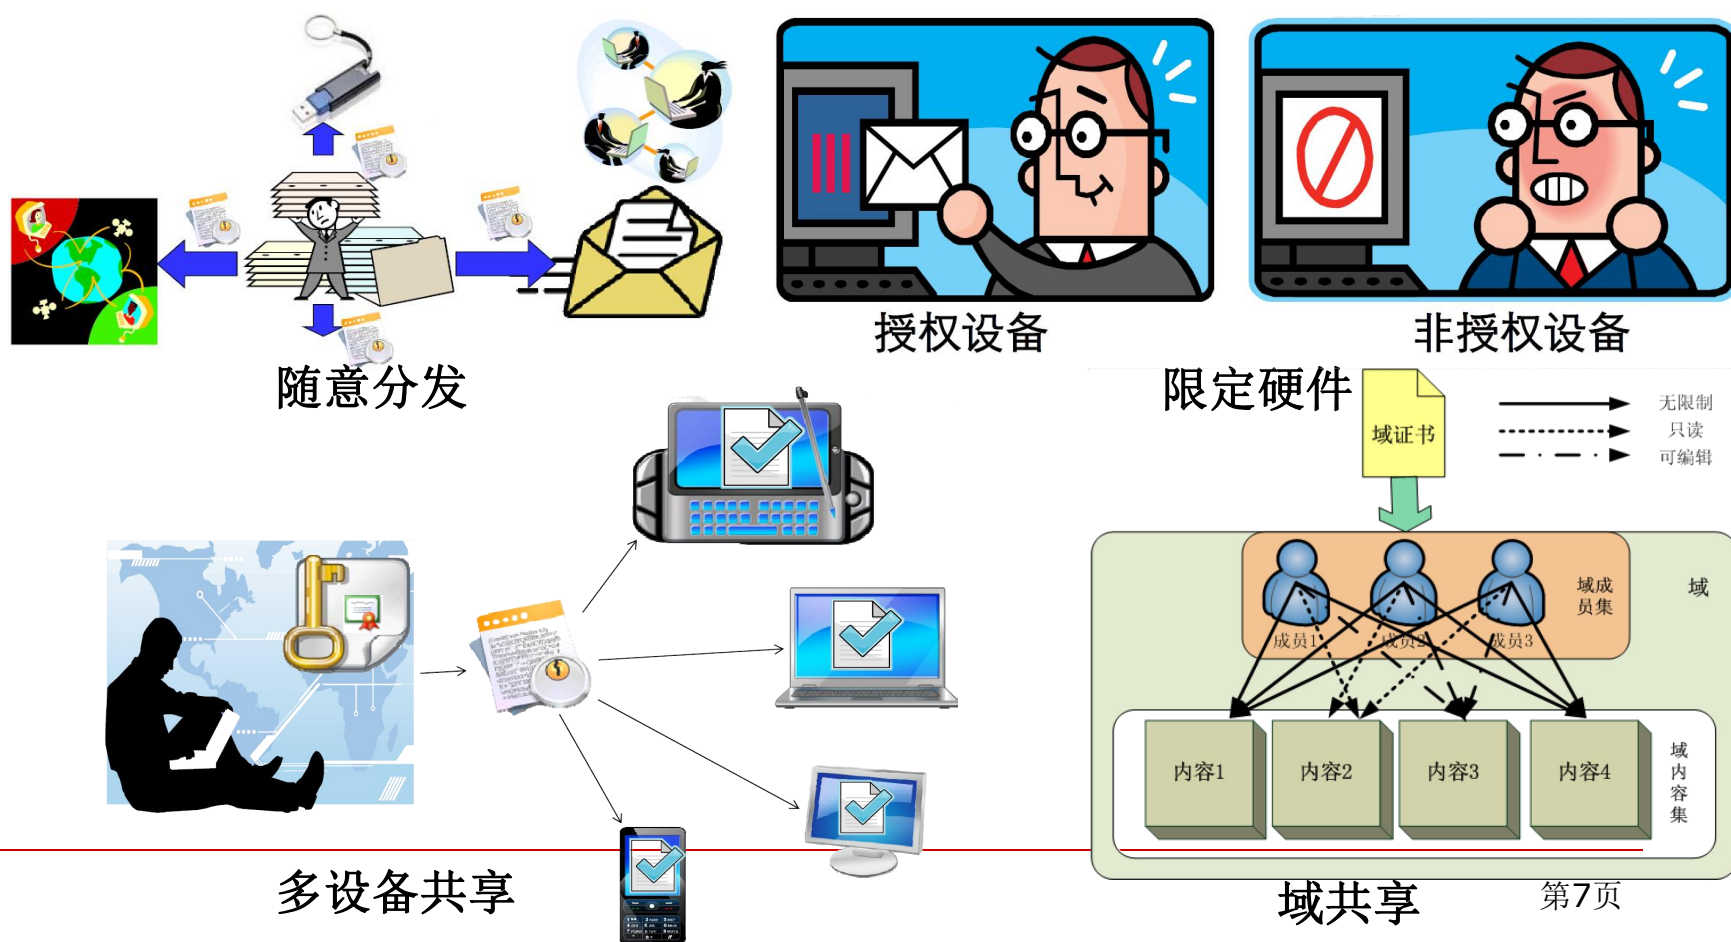 授权设备
非授权设备
随意分发
限定硬件
无限制
只读
可编辑
域证书
域成
员集
域
成员1
成员2
成员3
内容1
内容2
内容3
内容4
域
内
容
集
多设备共享
域共享
第7页